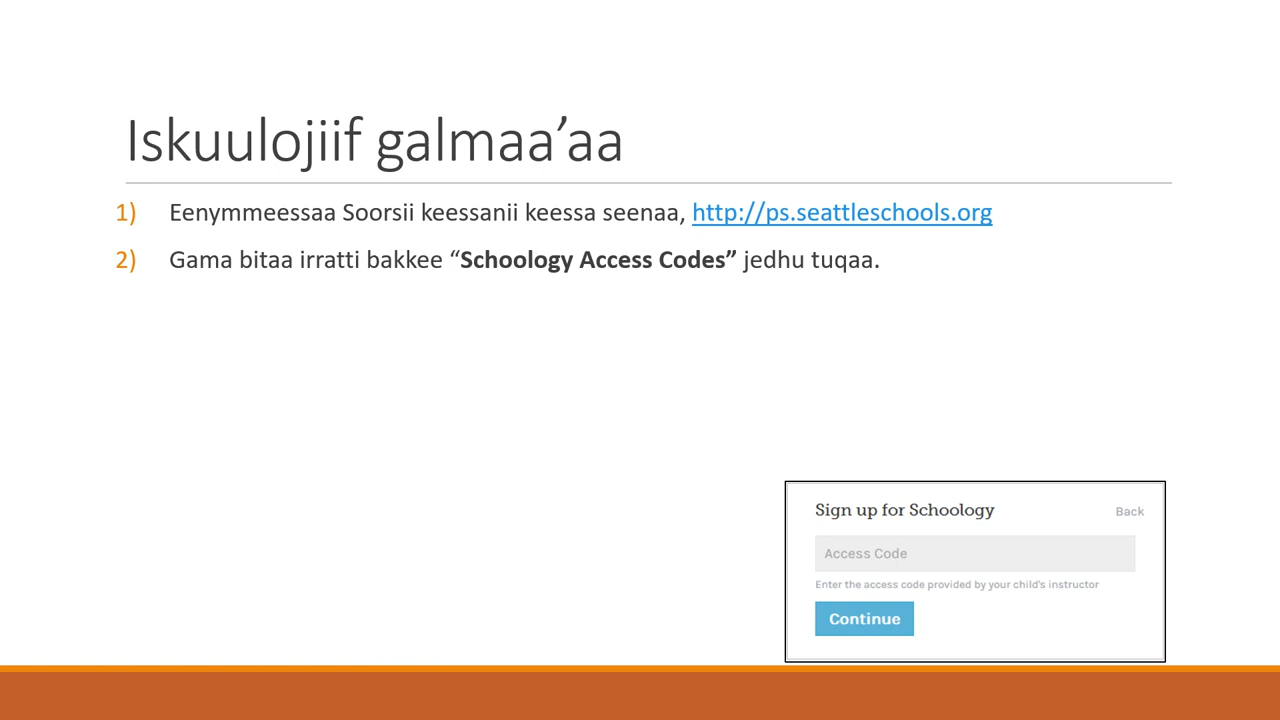 Iskuulojiif galmaa’aa
1) Eenymmeessaa Soorsii keessanii keessa seenaa, http://ps.seattleschools.org
2) Gama bitaa irratti bakkee “Schoology Access Codes” jedhu tuqaa.
Sign up for Schoology Back
Access Code
Enter the access code provided by your child's instructor
Continue